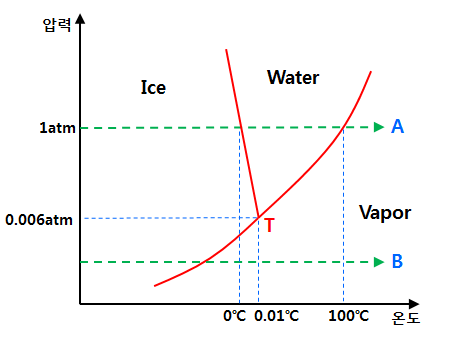 압력
Ice
Water
1atm
A
0.006atm
T
Vapor
B
0℃ 0.01℃ 100℃
온도